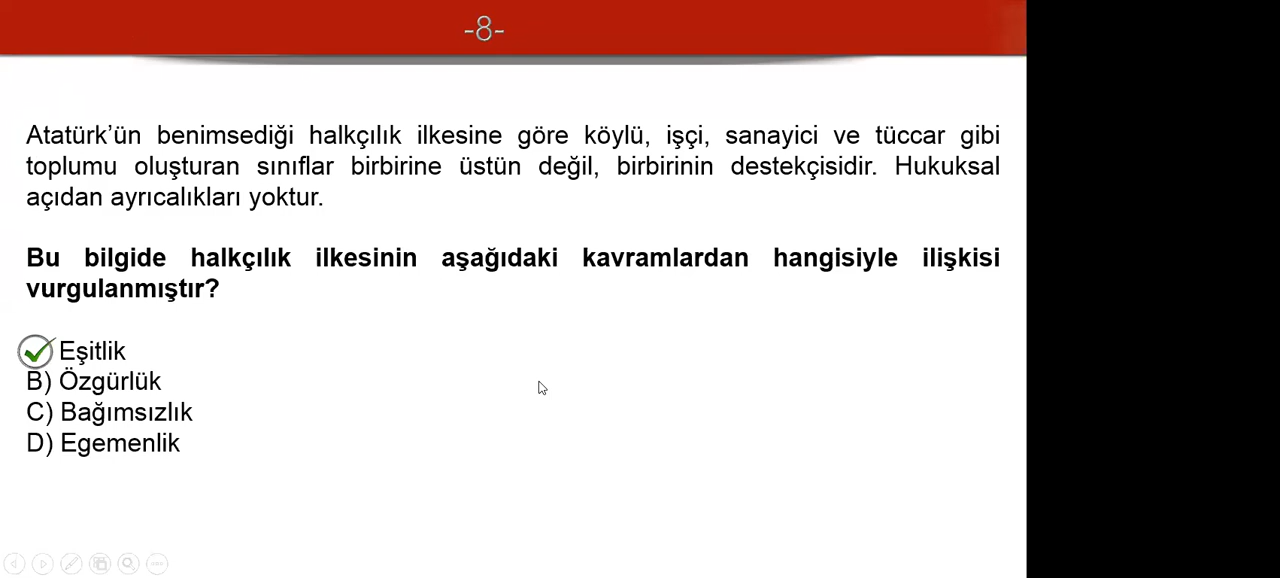 -8-
Atatürk’ün benimsediği halkçılık ilkesine göre köylü, işçi, sanayici ve tüccar gibi
toplumu oluşturan sınıflar birbirine üstün değil, birbirinin destekçisidir. Hukuksal
açıdan ayrıcalıkları yoktur.
Bu bilgide halkçılık ilkesinin aşağıdaki kavramlardan hangisiyle ilişkisi
vurgulanmıştır?
Eşitlik
B) Özgürlük
C) Bağımsızlık
D) Egemenlik